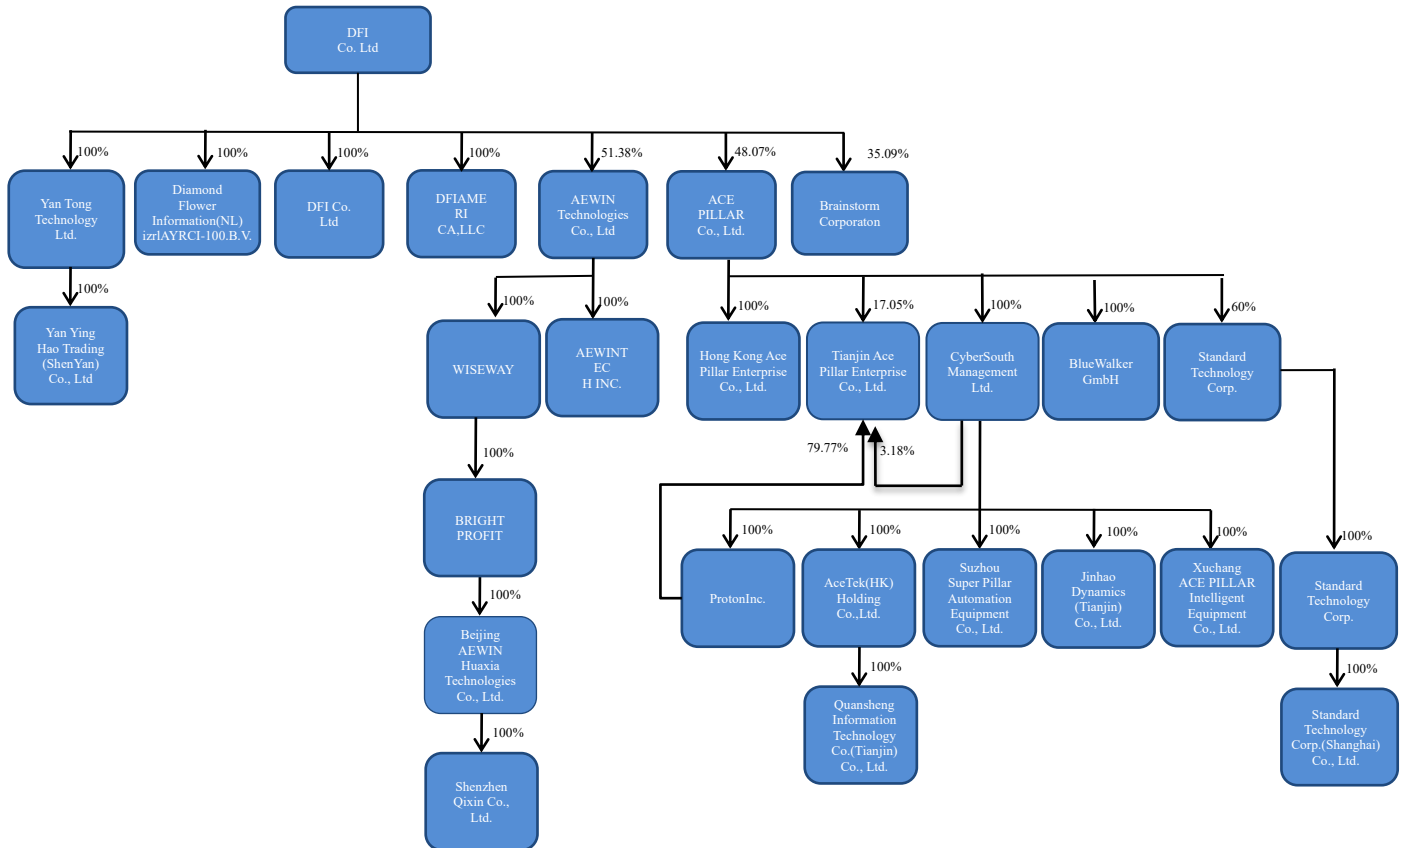 DFI
Co. Ltd
100%
100%
100%
100%
51.38%
48.07%
35.09%
Yan Tong
Technology
Ltd.
Diamond
Flower
Information(NL)
izrlAYRCI-100.B.V.
DFI Co.
Ltd
DFIAME
RI
CA,LLC
AEWIN
Technologies
Co., Ltd
ACE
PILLAR
Co., Ltd.
Brainstorm
Corporaton
100%
100%
100%
100%
17.05%
100%
100%
60%
Yan Ying
Hao Trading
(ShenYan)
Co., Ltd
WISEWAY
AEWINT
EC
H INC.
Hong Kong Ace
Pillar Enterprise
Co., Ltd.
Tianjin Ace
Pillar Enterprise
Co., Ltd.
CyberSouth
Management
Ltd.
BlueWalker
GmbH
Standard
Technology
Corp.
100%
79.77%
3.18%
BRIGHT
PROFIT
100%
100%
100%
100%
100%
100%
ProtonInc.
AceTek(HK)
Holding
Co.,Ltd.
Suzhou
Super Pillar
Automation
Equipment
Co., Ltd.
Jinhao
Dynamics
(Tianjin)
Co., Ltd.
Xuchang
ACE PILLAR
Intelligent
Equipment
Co., Ltd.
Standard
Technology
Corp.
100%
Beijing
AEWIN
Huaxia
Technologies
Co., Ltd.
100%
100%
Quansheng
Information
Technology
Co.(Tianjin)
Co., Ltd.
Standard
Technology
Corp.(Shanghai)
Co., Ltd.
100%
Shenzhen
Qixin Co.,
Ltd.